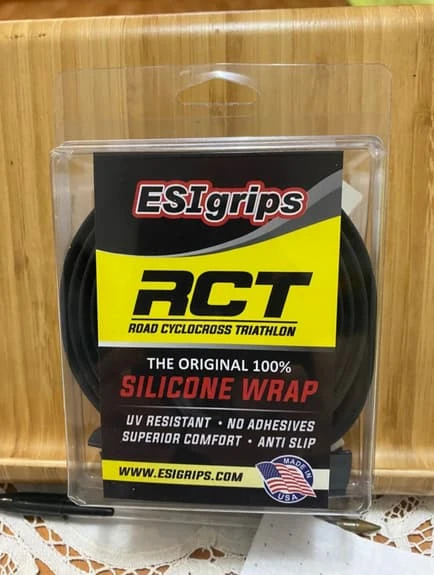 ESIgrips
RCT
ROAD CYCLOCROSS TRIATHLON
THE ORIGINAL 100%
SILICONE WRAP
UV RESISTANT • NO ADHESIVES
SUPERIOR COMFORT • ANTI SLIP
WWW.ESIGRIPS.COM
MADE IN
USA